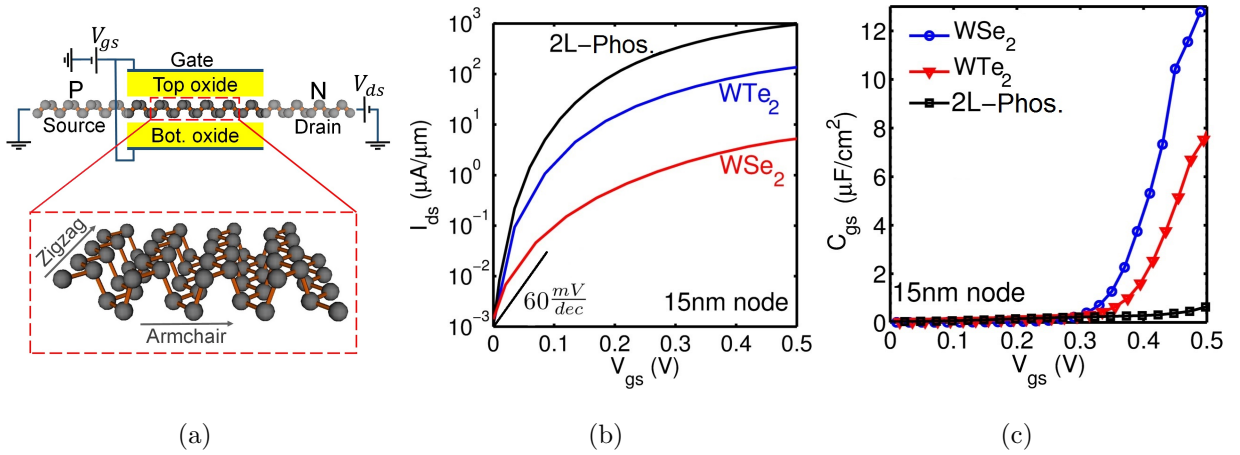 V_gs
Gate
P
Top oxide
N
V_ds
Source
Bot. oxide
Drain
Zigzag
Armchair
(a)
I_ds (μA/μm)
10^3
10^2
10^1
10^0
10^−1
10^−2
10^−3
2L−Phos.
WTe_2
WSe_2
60 mV/dec
15nm node
0 0.1 0.2 0.3 0.4 0.5
V_gs (V)
(b)
C_gs (μF/cm^2)
12
10
8
6
4
2
0
WSe_2
WTe_2
2L−Phos.
15nm node
0 0.1 0.2 0.3 0.4 0.5
V_gs (V)
(c)